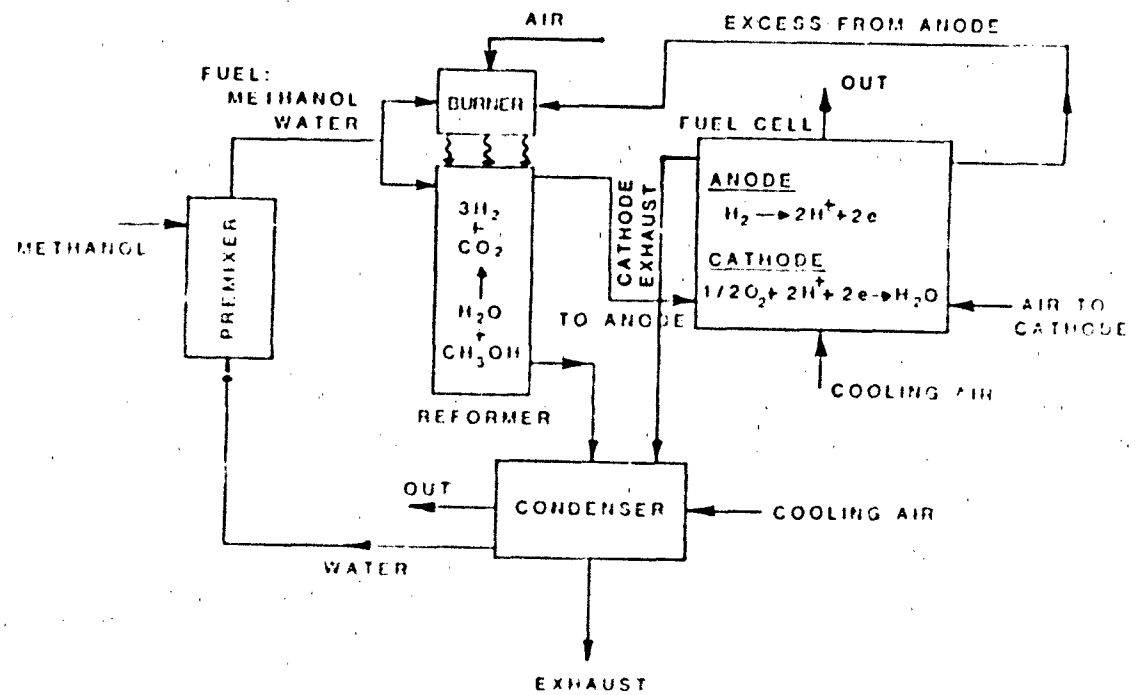 AIR
EXCESS FROM ANODE
FUEL:
METHANOL
WATER
BURNER
OUT
FUEL CELL
ANODE
H₂ → 2H⁺ + 2e
CATHODE
1/2O₂ + 2H⁺ + 2e → H₂O
CATHODE
EXHAUST
3H₂
+
CO₂
↑
H₂O
+
CH₃OH
METHANOL
PREMIXER
TO ANODE
AIR TO
CATHODE
COOLING AIR
REFORMER
OUT
CONDENSER
COOLING AIR
WATER
EXHAUST